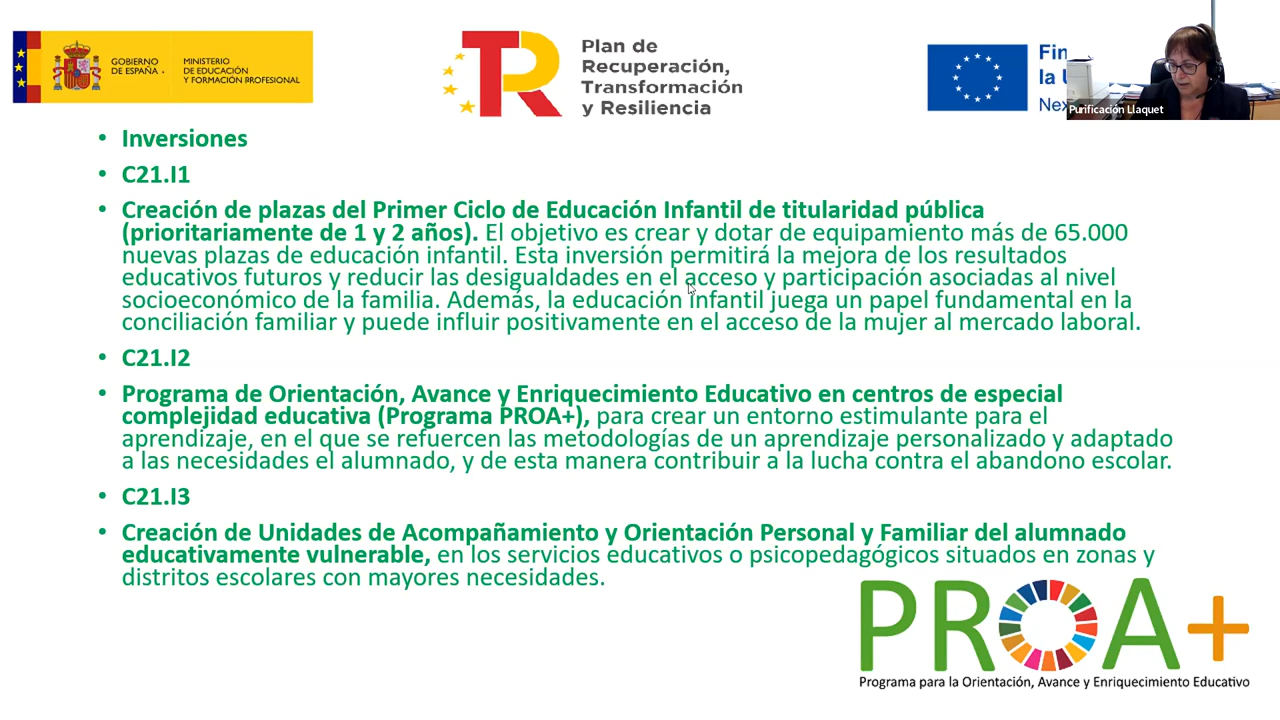 GOBIERNO
DE ESPAÑA
MINISTERIO
DE EDUCACIÓN
Y FORMACIÓN PROFESIONAL
Plan de
Recuperación,
Transformación
y Resiliencia
Purificación Llaquet
• Inversiones
• C21.I1
• Creación de plazas del Primer Ciclo de Educación Infantil de titularidad pública
(prioritariamente de 1 y 2 años). El objetivo es crear y dotar de equipamiento más de 65.000
nuevas plazas de educación infantil. Esta inversión permitirá la mejora de los resultados
educativos futuros y reducir las desigualdades en el acceso y participación asociadas al nivel
socioeconómico de la familia. Además, la educación infantil juega un papel fundamental en la
conciliación familiar y puede influir positivamente en el acceso de la mujer al mercado laboral.
• C21.I2
• Programa de Orientación, Avance y Enriquecimiento Educativo en centros de especial
complejidad educativa (Programa PROA+), para crear un entorno estimulante para el
aprendizaje, en el que se refuercen las metodologías de un aprendizaje personalizado y adaptado
a las necesidades el alumnado, y de esta manera contribuir a la lucha contra el abandono escolar.
• C21.I3
• Creación de Unidades de Acompañamiento y Orientación Personal y Familiar del alumnado
educativamente vulnerable, en los servicios educativos o psicopedagógicos situados en zonas y
distritos escolares con mayores necesidades.
PROA+
Programa para la Orientación, Avance y Enriquecimiento Educativo